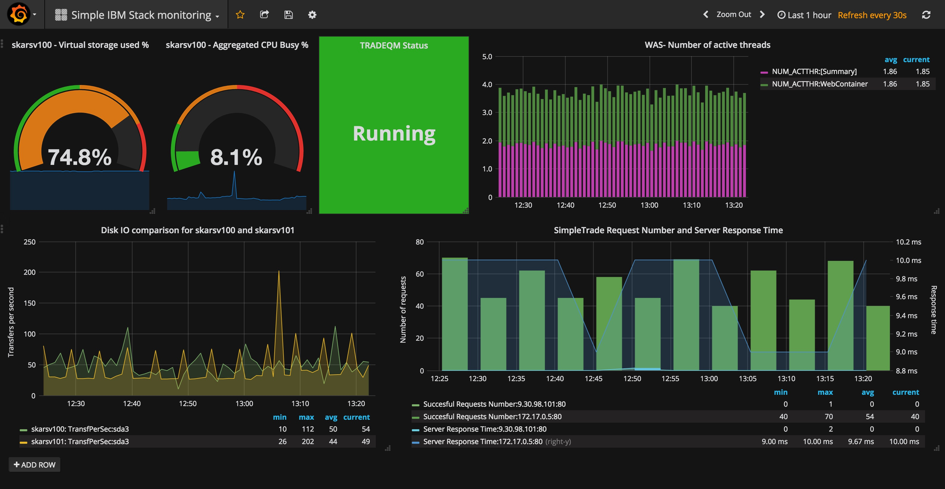 Simple IBM Stack monitoring
Zoom Out
Last 1 hour
Refresh every 30s
skarsv100 - Virtual storage used %
74.8%
skarsv100 - Aggregated CPU Busy %
8.1%
TRADEQM Status
Running
WAS- Number of active threads
5.0
4.0
3.0
2.0
1.0
0
12:30 12:40 12:50 13:00 13:10 13:20
avg current
NUM_ACTTHR:[Summary] 1.86 1.85
NUM_ACTTHR:WebContainer 1.86 1.85
Disk IO comparison for skarsv100 and skarsv101
Transfers per second
250
200
150
100
50
0
12:30 12:40 12:50 13:00 13:10 13:20
min max avg current
skarsv100: TransfPerSec:sda3 10 112 50 54
skarsv101: TransfPerSec:sda3 26 202 44 49
SimpleTrade Request Number and Server Response Time
Number of requests
80
60
40
20
0
10.2 ms
10.0 ms
9.8 ms
9.6 ms
9.4 ms
9.2 ms
9.0 ms
8.8 ms
Response time
12:25 12:30 12:35 12:40 12:45 12:50 12:55 13:00 13:05 13:10 13:15 13:20
min max avg current
Succesful Requests Number:9.30.98.101:80 0 1 0 0
Succesful Requests Number:172.17.0.5:80 40 70 54 40
Server Response Time:9.30.98.101:80 0 2 0 0
Server Response Time:172.17.0.5:80 (right-y) 9.00 ms 10.00 ms 9.67 ms 10.00 ms
+ ADD ROW